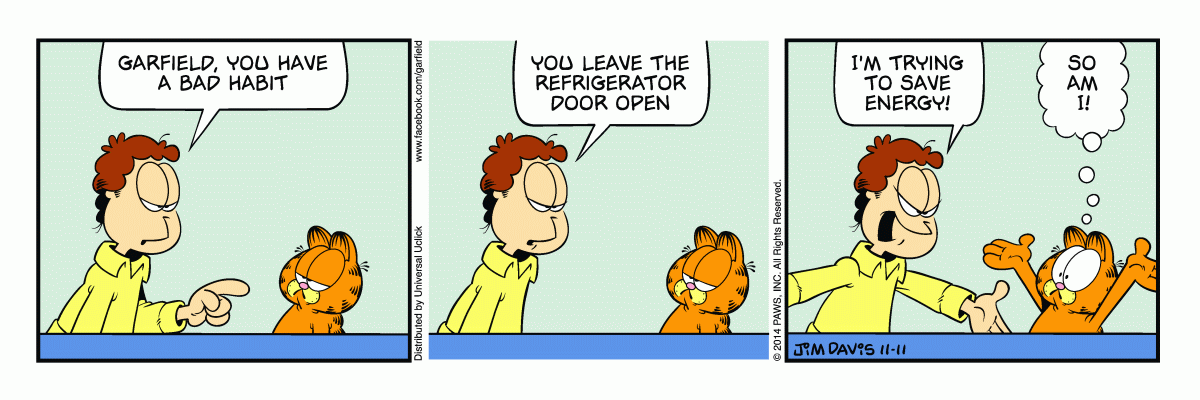 GARFIELD, YOU HAVE
A BAD HABIT
www.facebook.com/garfield
Distributed by Universal Uclick
YOU LEAVE THE
REFRIGERATOR
DOOR OPEN
© 2014 PAWS, INC. All Rights Reserved.
I'M TRYING
TO SAVE
ENERGY!
SO
AM
I!
JIM DAVIS 11-11